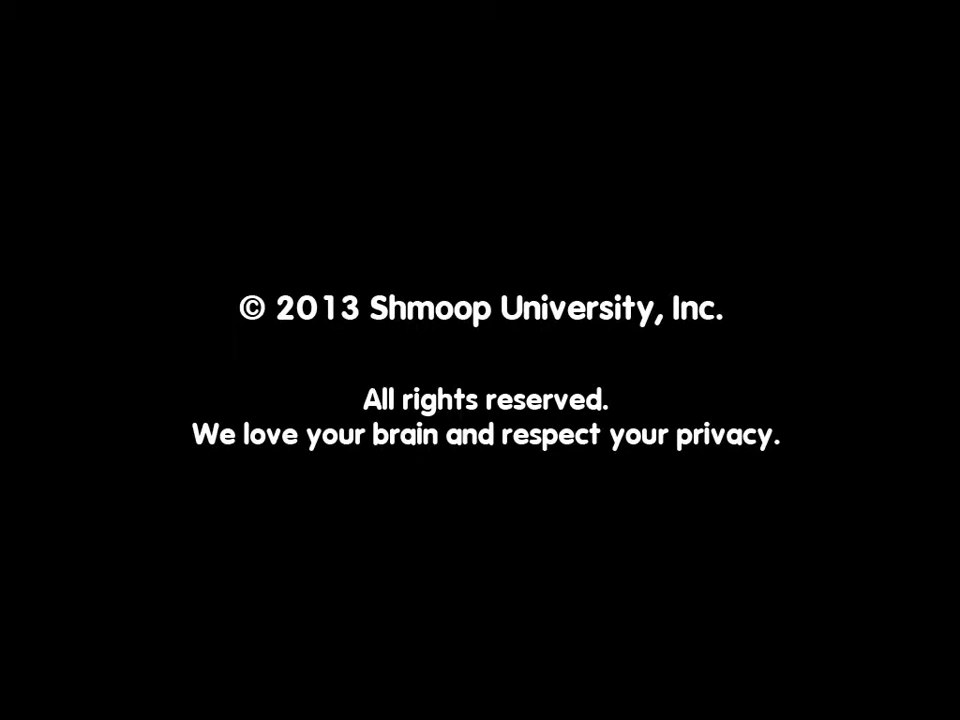 © 2013 Shmoop University, Inc.
All rights reserved.
We love your brain and respect your privacy.